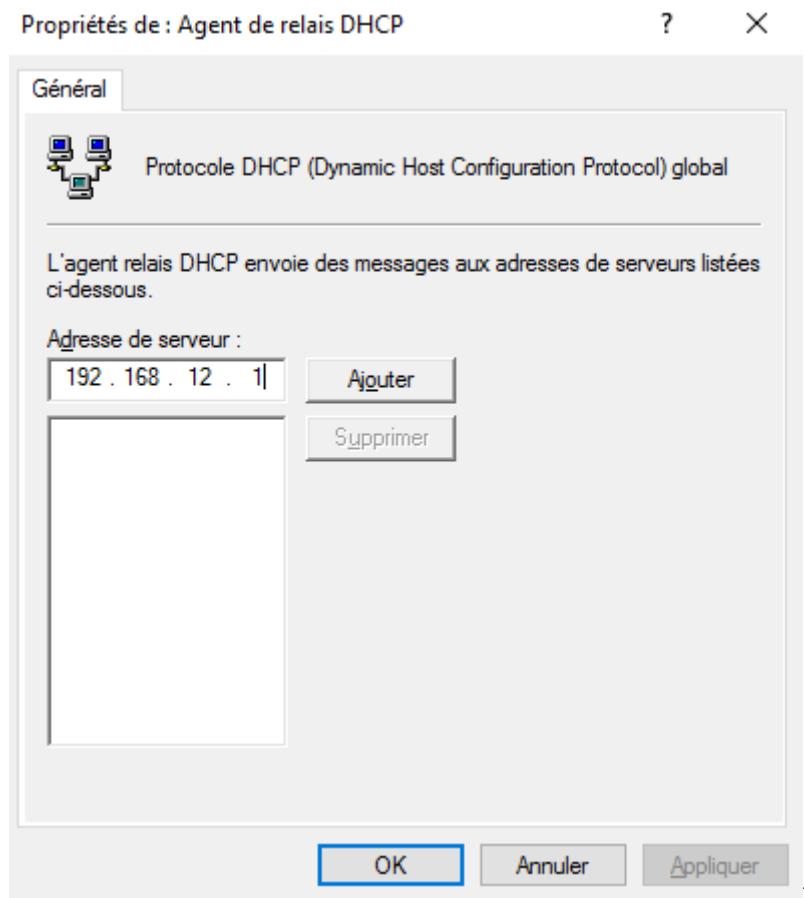 Propriétés de : Agent de relais DHCP ? ×
Général
Protocole DHCP (Dynamic Host Configuration Protocol) global
L'agent relais DHCP envoie des messages aux adresses de serveurs listées
ci-dessous.
Adresse de serveur :
192 . 168 . 12 . 1
Ajouter
Supprimer
OK Annuler Appliquer